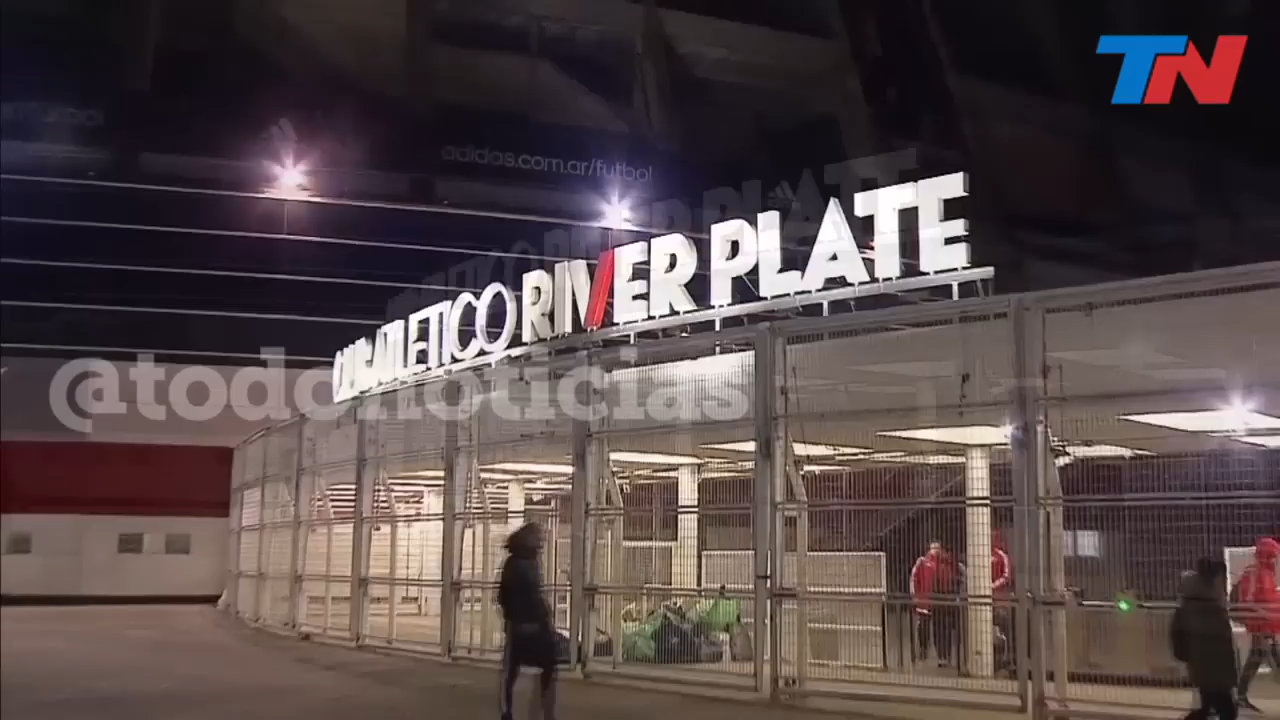 TN
adidas.com.ar/futbol
CLUB ATLETICO RIVER PLATE
@todonoticias